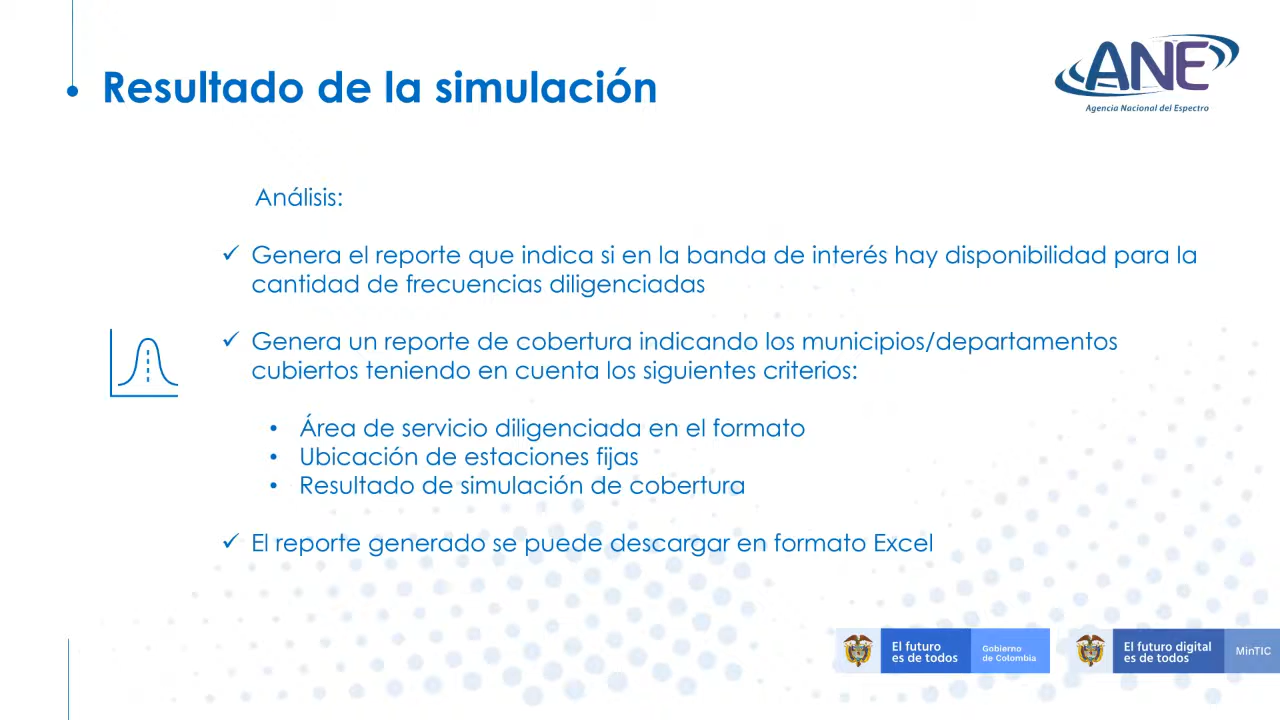 Resultado de la simulación
ANE
Agencia Nacional del Espectro
Análisis:
✓ Genera el reporte que indica si en la banda de interés hay disponibilidad para la
cantidad de frecuencias diligenciadas
✓ Genera un reporte de cobertura indicando los municipios/departamentos
cubiertos teniendo en cuenta los siguientes criterios:
• Área de servicio diligenciada en el formato
• Ubicación de estaciones fijas
• Resultado de simulación de cobertura
✓ El reporte generado se puede descargar en formato Excel
El futuro
es de todos
Gobierno
de Colombia
El futuro digital
es de todos
MinTIC